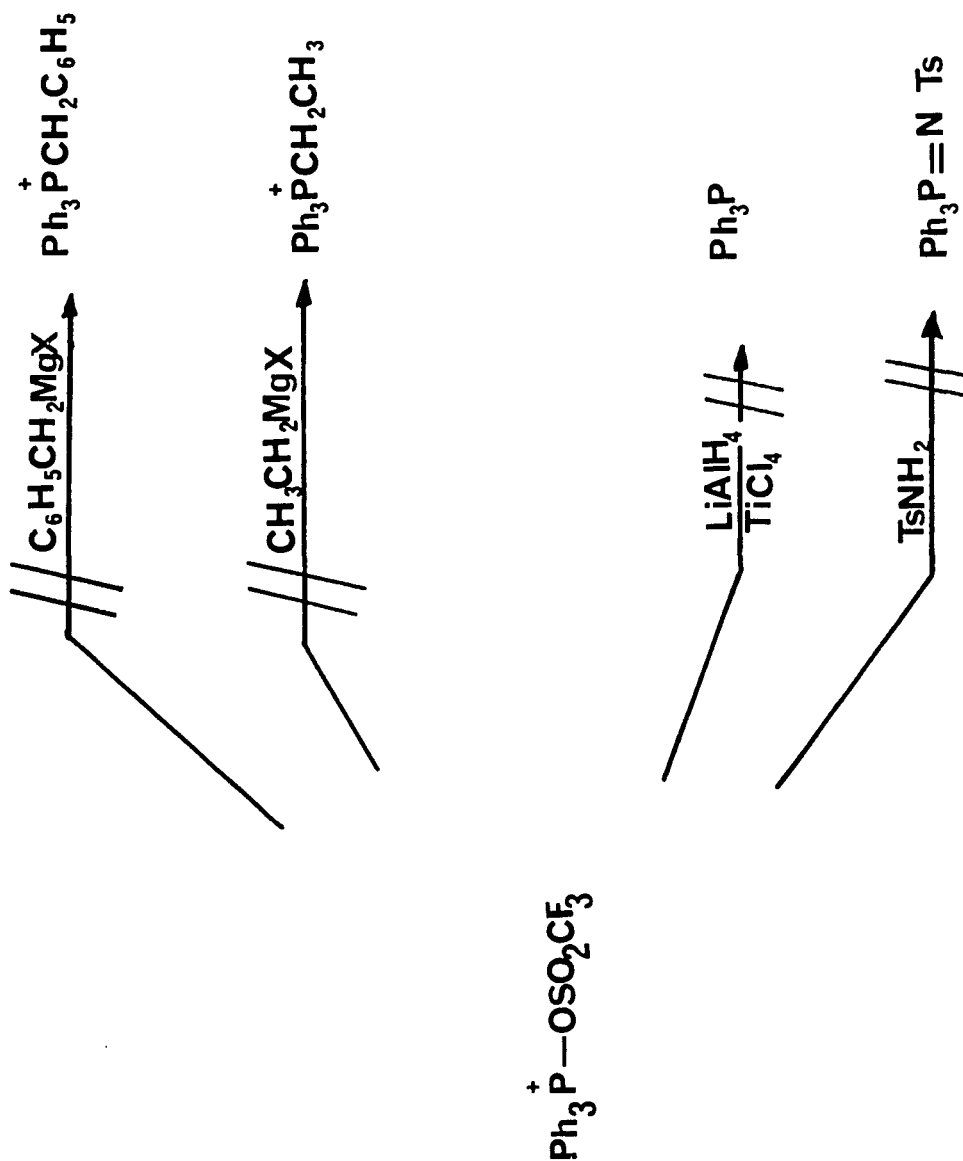 C₆H₅CH₂MgX
Ph₃P⁺CH₂C₆H₅
CH₃CH₂MgX
Ph₃P⁺CH₂CH₃
Ph₃P⁺—OSO₂CF₃
LiAlH₄
TiCl₄
Ph₃P
TsNH₂
Ph₃P=N Ts